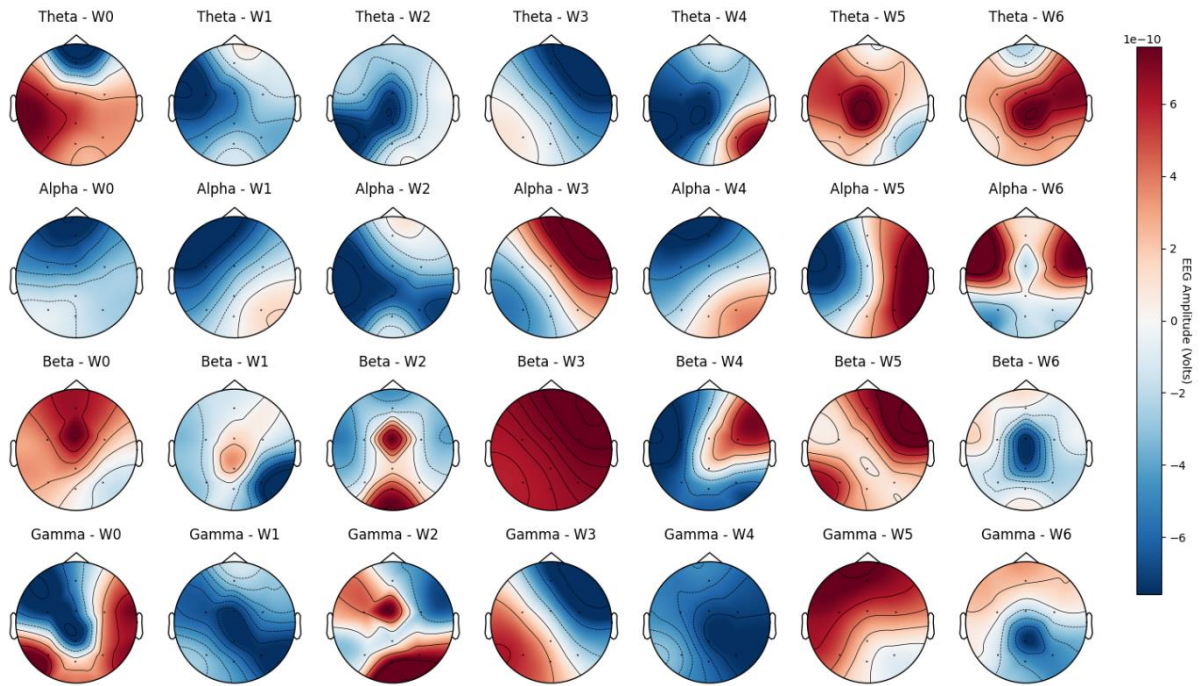 Theta - W0 Theta - W1 Theta - W2 Theta - W3 Theta - W4 Theta - W5 Theta - W6
1e−10
Alpha - W0 Alpha - W1 Alpha - W2 Alpha - W3 Alpha - W4 Alpha - W5 Alpha - W6
Beta - W0 Beta - W1 Beta - W2 Beta - W3 Beta - W4 Beta - W5 Beta - W6
Gamma - W0 Gamma - W1 Gamma - W2 Gamma - W3 Gamma - W4 Gamma - W5 Gamma - W6
6
4
2
0
−2
−4
−6
EEG Amplitude (Volts)